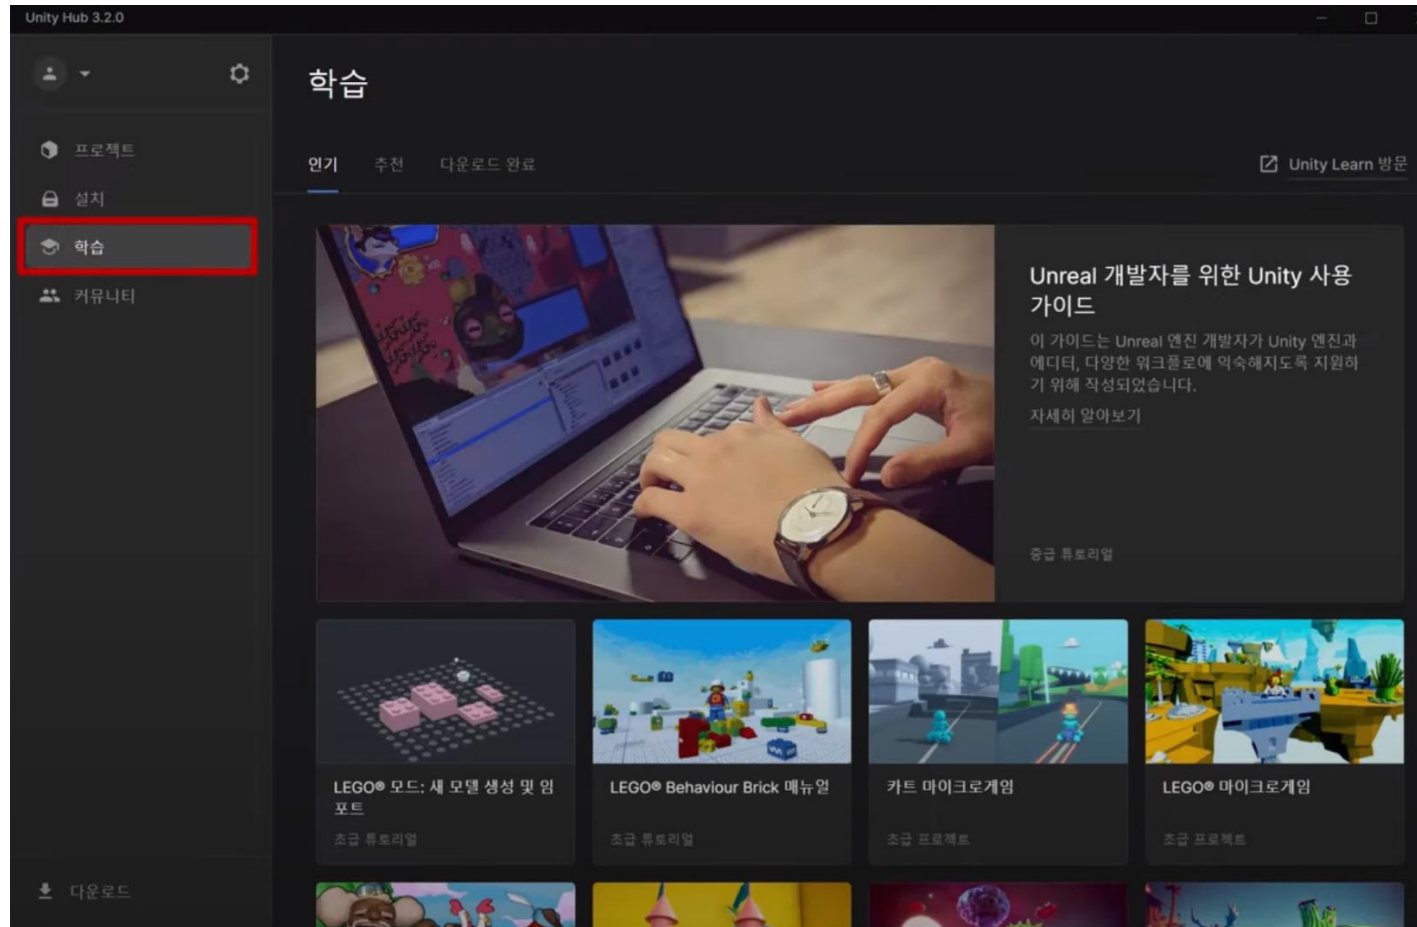 Unity Hub 3.2.0
학습
프로젝트
설치
학습
커뮤니티
다운로드
인기 추천 다운로드 완료
Unity Learn 방문
Unreal 개발자를 위한 Unity 사용
가이드
이 가이드는 Unreal 엔진 개발자가 Unity 엔진과
에디터, 다양한 워크플로에 익숙해지도록 지원하
기 위해 작성되었습니다.
자세히 알아보기
중급 튜토리얼
LEGO® 모드: 새 모델 생성 및 임
포트
초급 튜토리얼
LEGO® Behaviour Brick 매뉴얼
초급 튜토리얼
카트 마이크로게임
초급 프로젝트
LEGO® 마이크로게임
초급 프로젝트